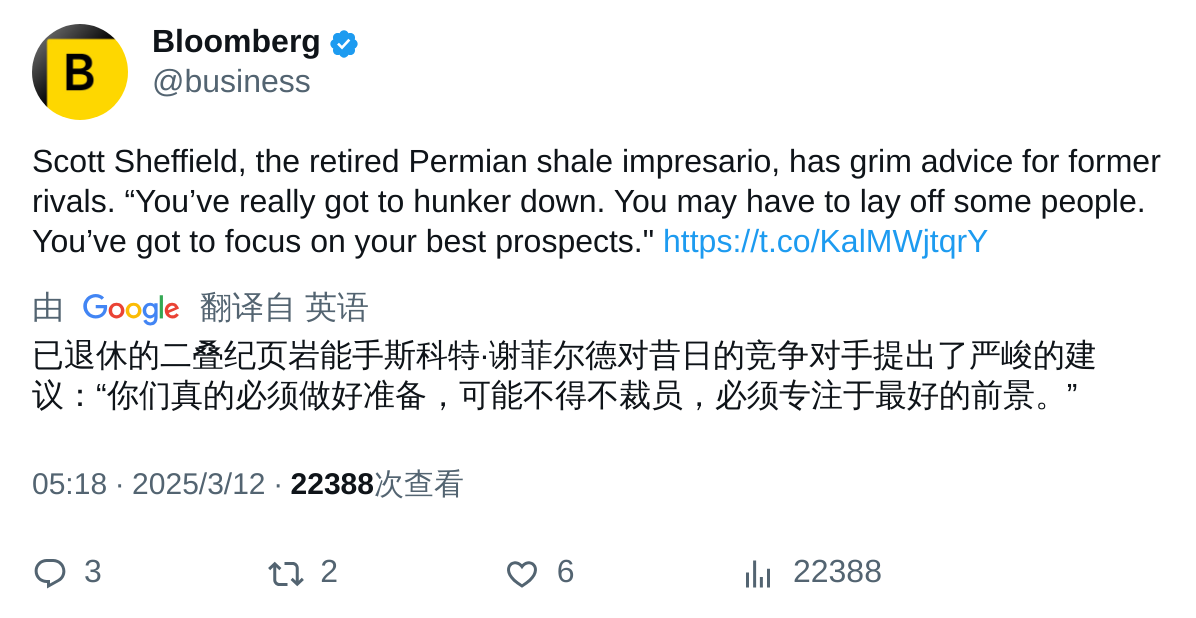 B
Bloomberg
@business
Scott Sheffield, the retired Permian shale impresario, has grim advice for former
rivals. “You’ve really got to hunker down. You may have to lay off some people.
You’ve got to focus on your best prospects." https://t.co/KalMWjtqrY
由 Google 翻译自 英语
已退休的二叠纪页岩能手斯科特·谢菲尔德对昔日的竞争对手提出了严峻的建
议：“你们真的必须做好准备，可能不得不裁员，必须专注于最好的前景。”
05:18 · 2025/3/12 · 22388次查看
3 2 6 22388